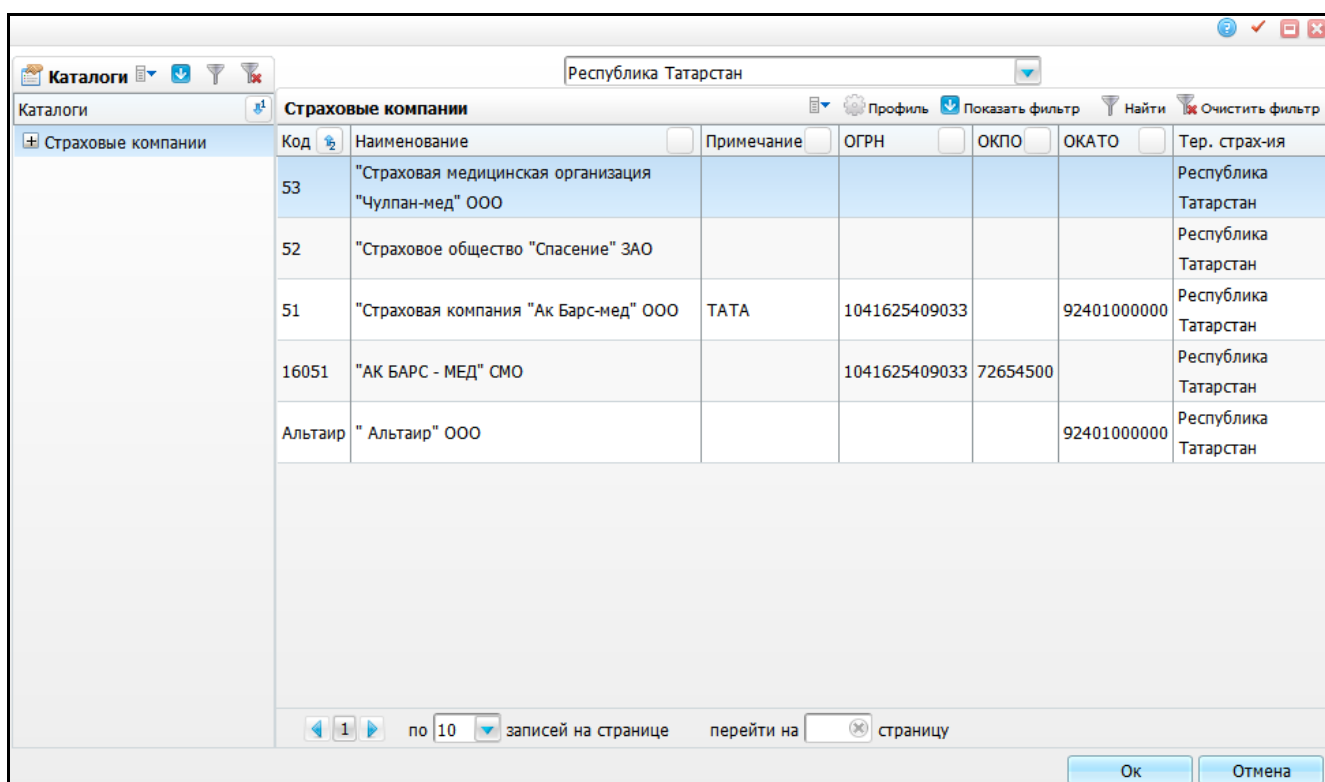 Каталоги
Республика Татарстан
Каталоги
Страховые компании
Профиль Показать фильтр Найти Очистить фильтр
Страховые компании
Код Наименование Примечание ОГРН ОКПО ОКАТО Тер. страх-ия
53 "Страховая медицинская организация "Чулпан-мед" ООО Республика Татарстан
52 "Страховое общество "Спасение" ЗАО Республика Татарстан
51 "Страховая компания "Ак Барс-мед" ООО ТАТА 1041625409033 92401000000 Республика Татарстан
16051 "АК БАРС - МЕД" СМО 1041625409033 72654500 Республика Татарстан
Альтаир " Альтаир" ООО 92401000000 Республика Татарстан
1 по 10 записей на странице перейти на страницу
Ок Отмена